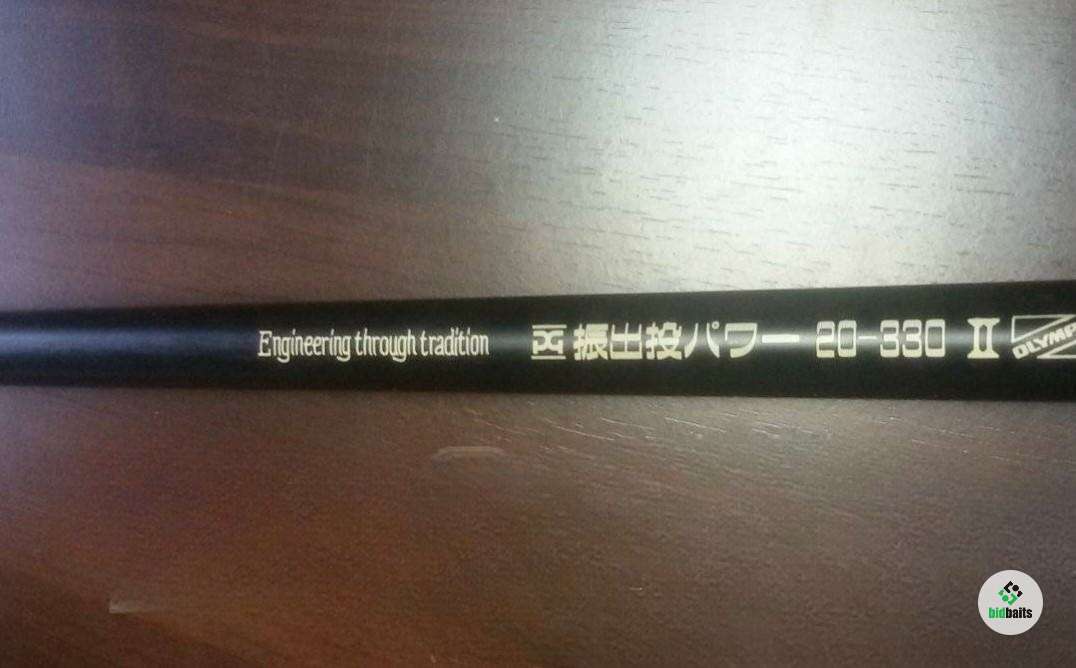 Engineering through tradition 振出投パワー 20-330 II
bidbaits